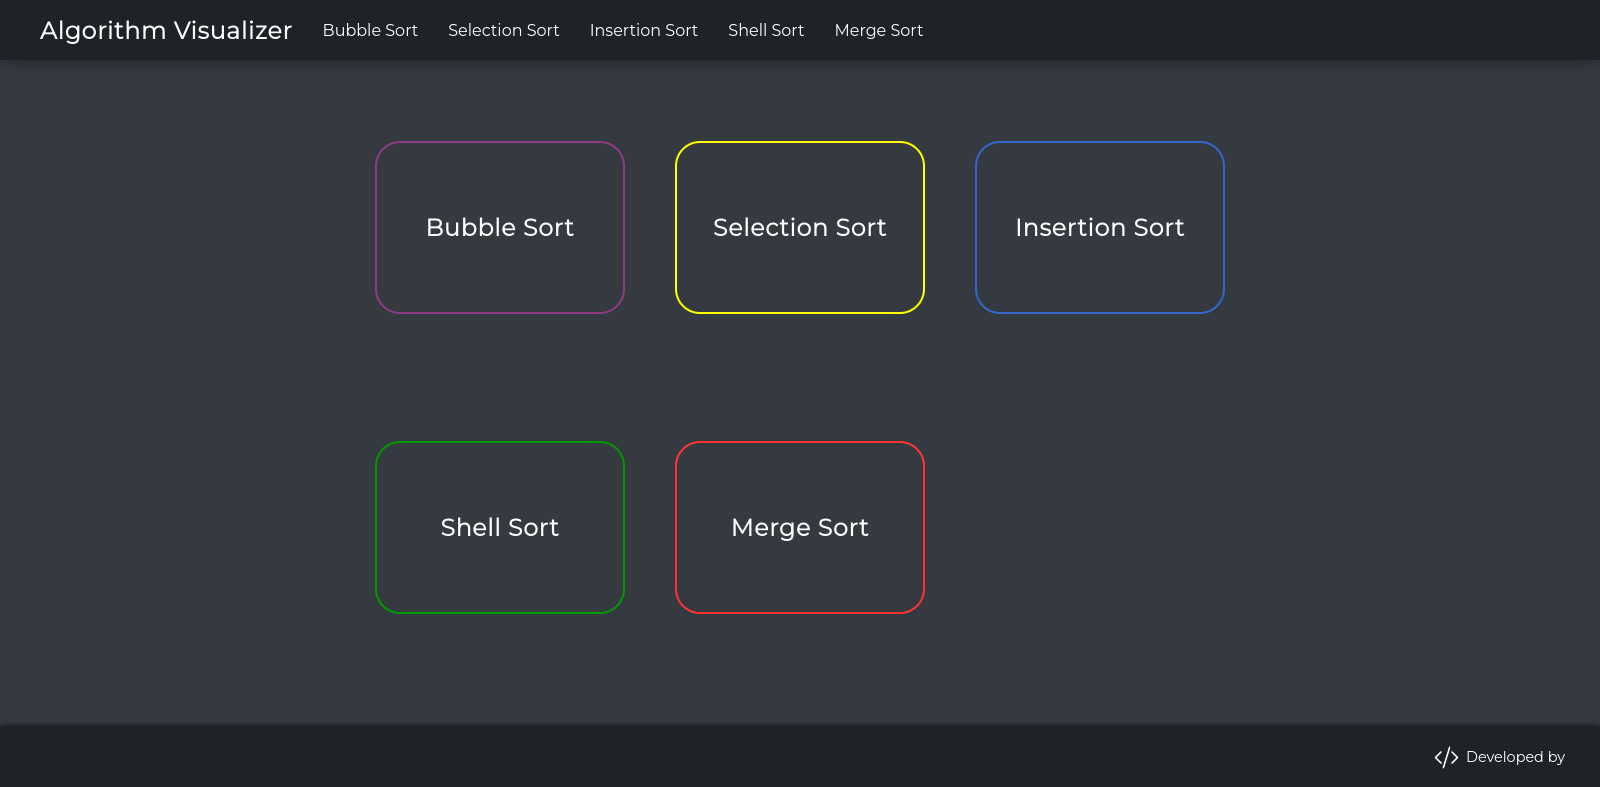 Algorithm Visualizer Bubble Sort Selection Sort Insertion Sort Shell Sort Merge Sort
Bubble Sort Selection Sort Insertion Sort
Shell Sort Merge Sort
</> Developed by